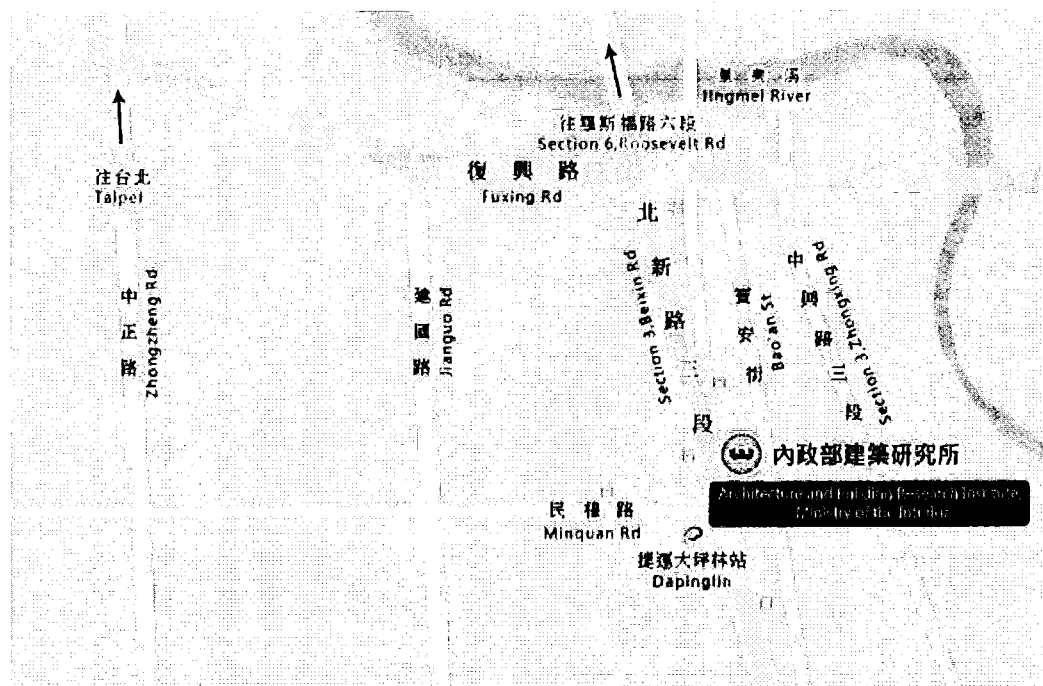 景美溪
Jingmei River
往羅斯福路六段
Section 6,Roosevelt Rd
往台北
Taipei
復興路
Fuxing Rd
北新路三段
Section 3,Beixin Rd
中正路
Zhongzheng Rd
建國路
Jianguo Rd
寶安街
Bao'an St
中興路三段
Section 3,Zhongxing Rd
內政部建築研究所
Architecture and Building Research Institute,
Ministry of the Interior
民權路
Minquan Rd
捷運大坪林站
Dapinglin